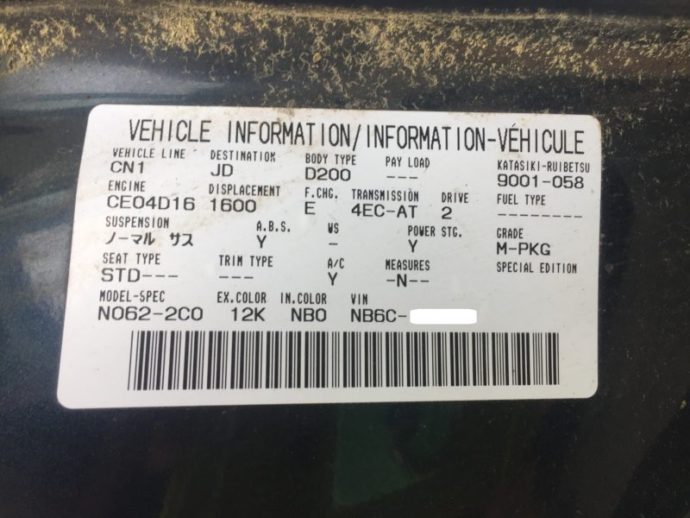 VEHICLE INFORMATION/INFORMATION-VÉHICULE
VEHICLE LINE DESTINATION BODY TYPE PAY LOAD KATASIKI-RUIBETSU
CN1 JD D200 --- 9001-058
ENGINE DISPLACEMENT F.CHG. TRANSMISSIÖN DRIVE FUEL TYPE
CE04D16 1600 E 4EC-AT 2 --------
SUSPENSION A.B.S. WS POWER STG. GRADE
ノーマル サス Y - Y M-PKG
SEAT TYPE TRIM TYPE A/C MEASURES SPECIAL EDITION
STD--- --- Y -N--
MODEL-SPEC EX.COLOR IN.COLOR VIN
N062-2C0 12K NB0 NB6C-